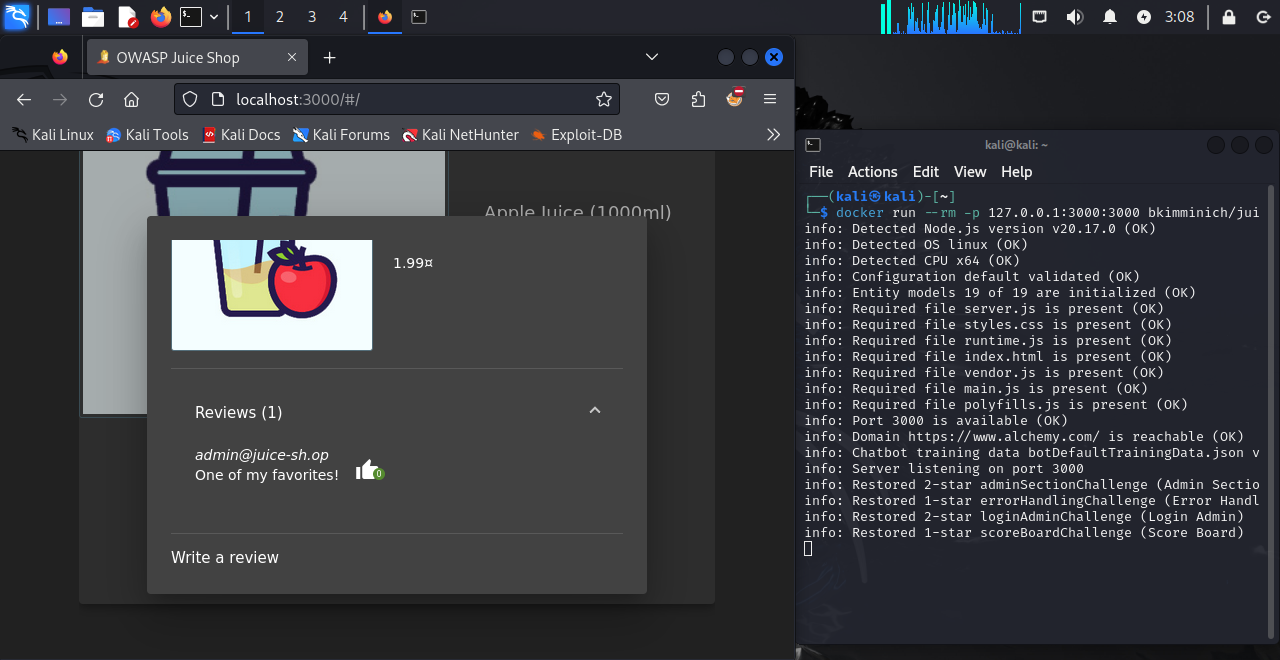 1 2 3 4
3:08
OWASP Juice Shop
localhost:3000/#/
Kali Linux Kali Tools Kali Docs Kali Forums Kali NetHunter Exploit-DB
Apple Juice (1000ml)
1.99¤
Reviews (1)
admin@juice-sh.op
One of my favorites! 0
Write a review
kali@kali: ~
File Actions Edit View Help
┌──(kali㉿kali)-[~]
└─$ docker run --rm -p 127.0.0.1:3000:3000 bkimminich/jui
info: Detected Node.js version v20.17.0 (OK)
info: Detected OS linux (OK)
info: Detected CPU x64 (OK)
info: Configuration default validated (OK)
info: Entity models 19 of 19 are initialized (OK)
info: Required file server.js is present (OK)
info: Required file styles.css is present (OK)
info: Required file runtime.js is present (OK)
info: Required file index.html is present (OK)
info: Required file vendor.js is present (OK)
info: Required file main.js is present (OK)
info: Required file polyfills.js is present (OK)
info: Port 3000 is available (OK)
info: Domain https://www.alchemy.com/ is reachable (OK)
info: Chatbot training data botDefaultTrainingData.json v
info: Server listening on port 3000
info: Restored 2-star adminSectionChallenge (Admin Sectio
info: Restored 1-star errorHandlingChallenge (Error Handl
info: Restored 2-star loginAdminChallenge (Login Admin)
info: Restored 1-star scoreBoardChallenge (Score Board)